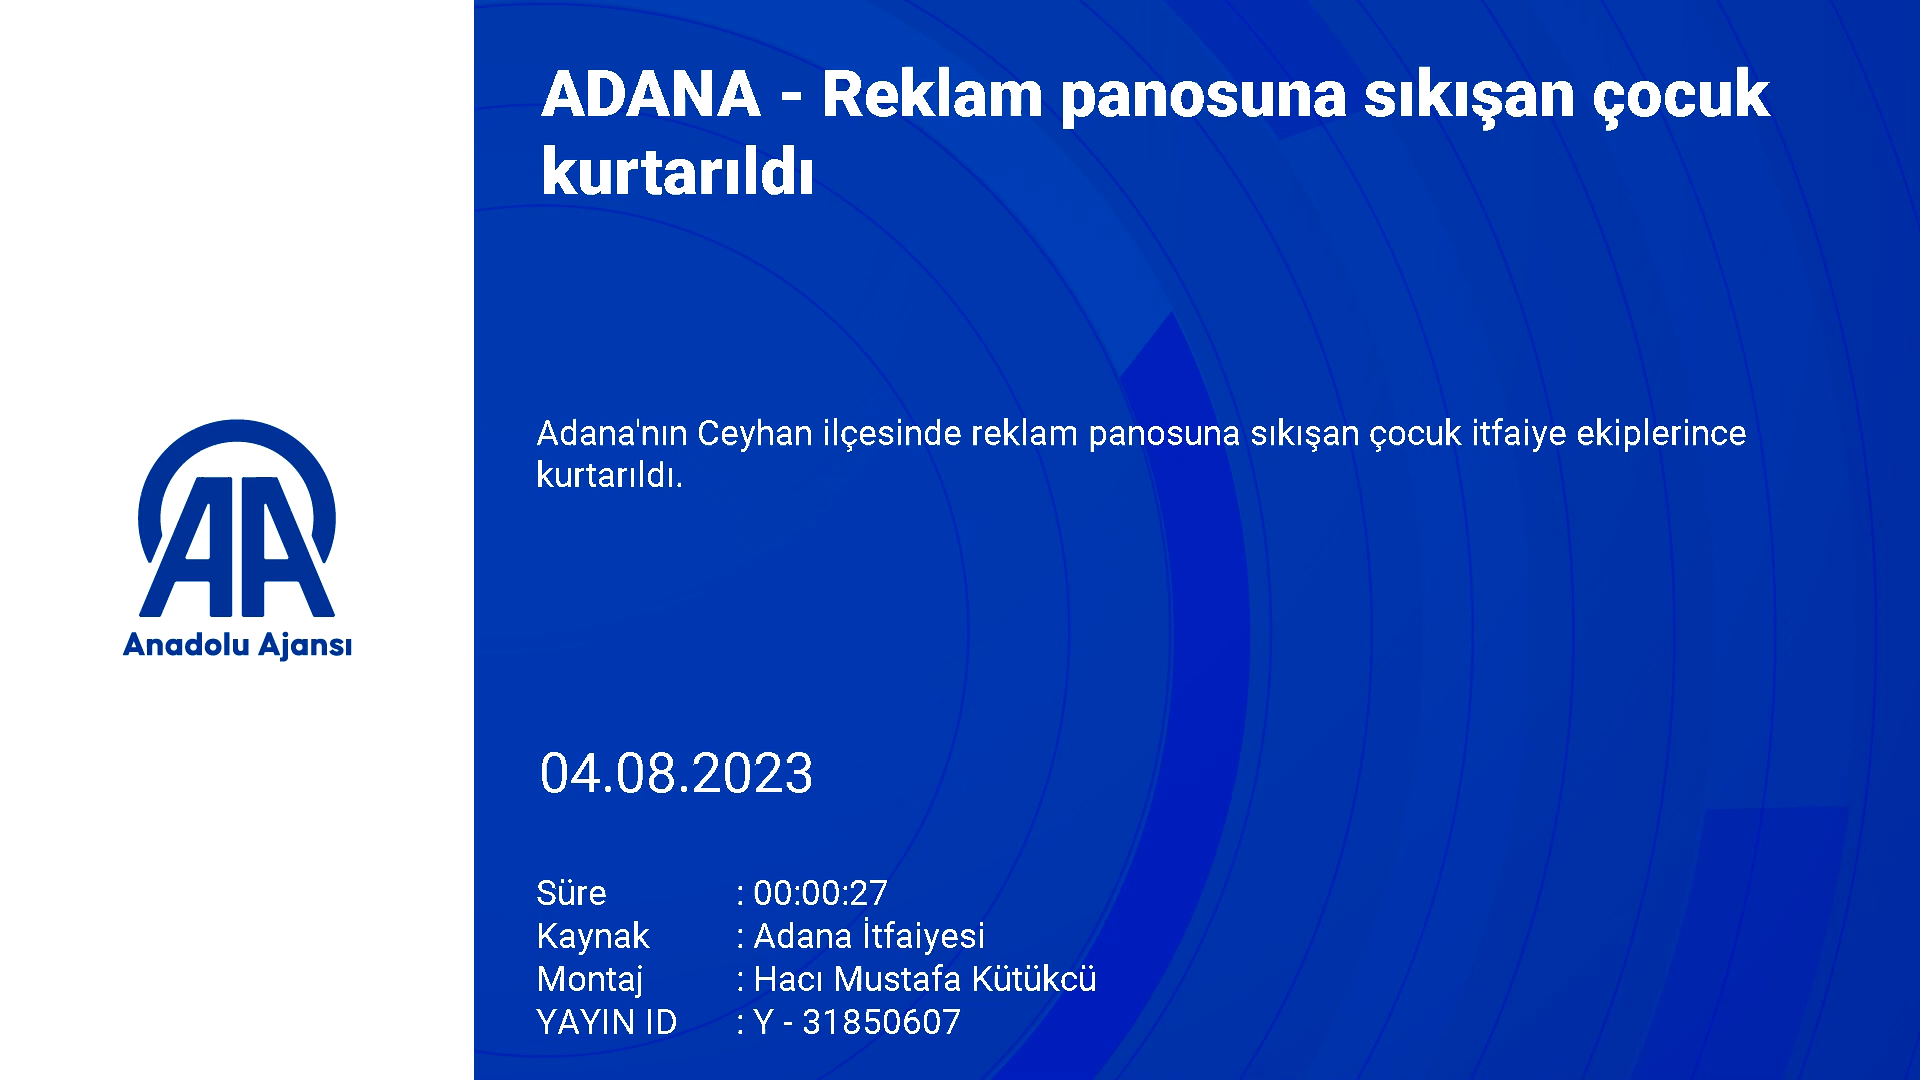 ADANA - Reklam panosuna sıkışan çocuk
kurtarıldı
Adana'nın Ceyhan ilçesinde reklam panosuna sıkışan çocuk itfaiye ekiplerince
kurtarıldı.
AA
Anadolu Ajansı
04.08.2023
Süre : 00:00:27
Kaynak : Adana İtfaiyesi
Montaj : Hacı Mustafa Kütükcü
YAYIN ID : Y - 31850607